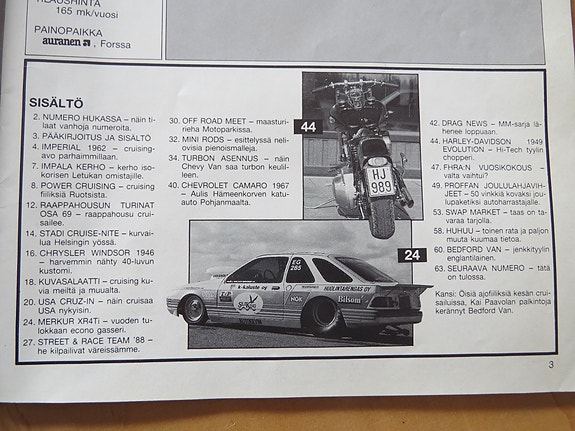 TILAUSHINTA
165 mk/vuosi
PAINOPAIKKA
auranen, Forssa
SISÄLTÖ
2. NUMERO HUKASSA – näin tilaat vanhoja numeroita.
3. PÄÄKIRJOITUS JA SISÄLTÖ
4. IMPERIAL 1962 – cruising-
avo parhaimmillaan.
7. IMPALA KERHO – kerho iso-
korisen Letukan omistajille.
8. POWER CRUISING – cruising
fiiliksiä Ruotsista.
12. RAAPPAHOUSUN TURINAT
OSA 69 – raappahousu crui-
sailee.
14. STADI CRUISE-NITE – kurvai-
lua Helsingin yössä.
16. CHRYSLER WINDSOR 1946
– harvemmin nähty 40-luvun
kustomi.
18. KUVASALAATTI – cruising ku-
via meiltä ja muualta.
20. USA CRUZ-IN – näin cruisaa
USA nykyisin.
24. MERKUR XR4Ti – vuoden tu-
lokkaan econo gasseri.
27. STREET & RACE TEAM '88 –
he kilpailivat väreissämme.
30. OFF ROAD MEET – maasturi-
rieha Motoparkissa.
32. MINI RODS – esittelyssä neli-
ovisia pienoismalleja.
34. TURBON ASENNUS – näin
Chevy Van saa turbon keulil-
leen.
40. CHEVROLET CAMARO 1967
– Aulis Hämeenkorven katu-
auto Pohjanmaalta.
44
HJ
989
24
EG
285
k-kaluste oy
HUOLINTARENGAS OY
NGK
Bilsom
42. DRAG NEWS – MM-sarja lä-
henee loppuaan.
44. HARLEY-DAVIDSON 1949
EVOLUTION – Hi-Tech tyylin
chopperi.
47. FHRA:N VUOSIKOKOUS –
valta vaihtui?
49. PROFFAN JOULULAHJAVIH-
JEET – 50 vinkkiä kovaksi jou-
lupaketiksi autoharrastajalle.
53. SWAP MARKET – taas on ta-
varaa tarjolla.
58. HUHUU – toinen rata ja paljon
muuta kuumaa tietoa.
60. BEDFORD VAN – jenkkityylin
englantilainen.
63. SEURAAVA NUMERO – tätä
on tulossa.
Kansi: Öisiä ajofiiliksiä kesän crui-
sailuissa, Kai Paavolan palkintoja
kerännyt Bedford Van.
3